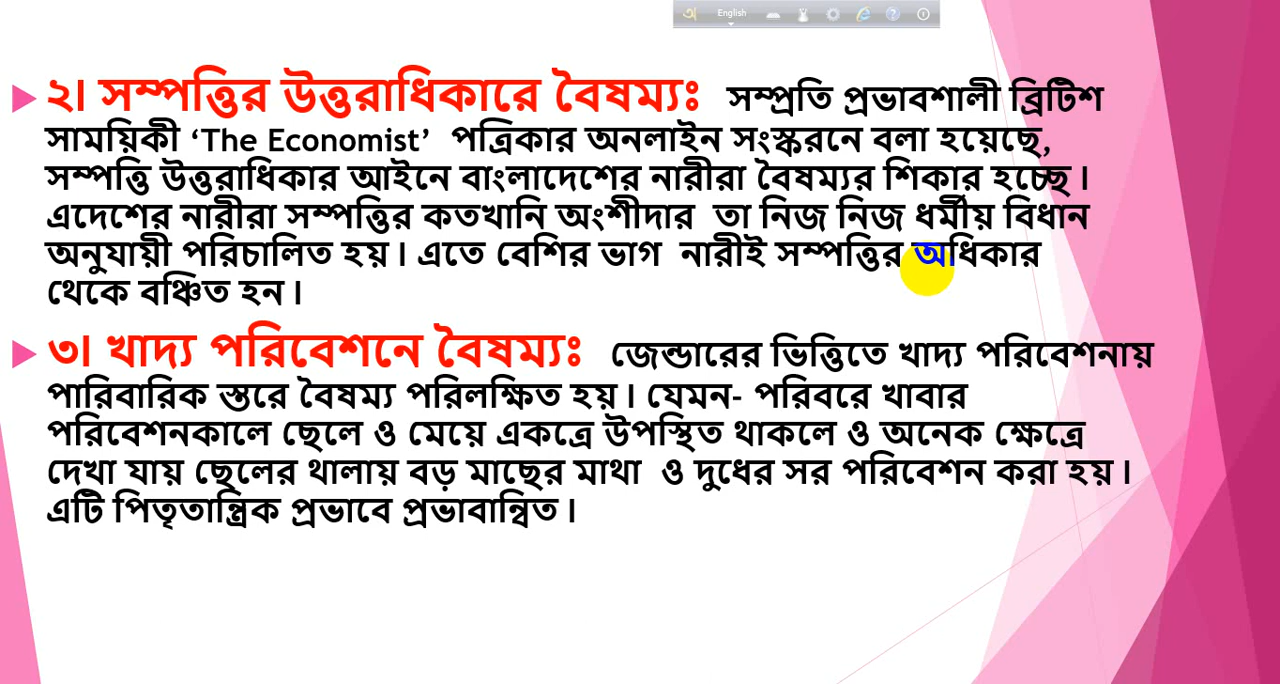 English
২। সম্পত্তির উত্তরাধিকারে বৈষম্যঃ সম্প্রতি প্রভাবশালী ব্রিটিশ
সাময়িকী ‘The Economist’ পত্রিকার অনলাইন সংস্করনে বলা হয়েছে,
সম্পত্তি উত্তরাধিকার আইনে বাংলাদেশের নারীরা বৈষম্যর শিকার হচ্ছে।
এদেশের নারীরা সম্পত্তির কতখানি অংশীদার তা নিজ নিজ ধর্মীয় বিধান
অনুযায়ী পরিচালিত হয়। এতে বেশির ভাগ নারীই সম্পত্তির অধিকার
থেকে বঞ্চিত হন।
৩। খাদ্য পরিবেশনে বৈষম্যঃ জেন্ডারের ভিত্তিতে খাদ্য পরিবেশনায়
পারিবারিক স্তরে বৈষম্য পরিলক্ষিত হয়। যেমন- পরিবরে খাবার
পরিবেশনকালে ছেলে ও মেয়ে একত্রে উপস্থিত থাকলে ও অনেক ক্ষেত্রে
দেখা যায় ছেলের থালায় বড় মাছের মাথা ও দুধের সর পরিবেশন করা হয়।
এটি পিতৃতান্ত্রিক প্রভাবে প্রভাবান্বিত।